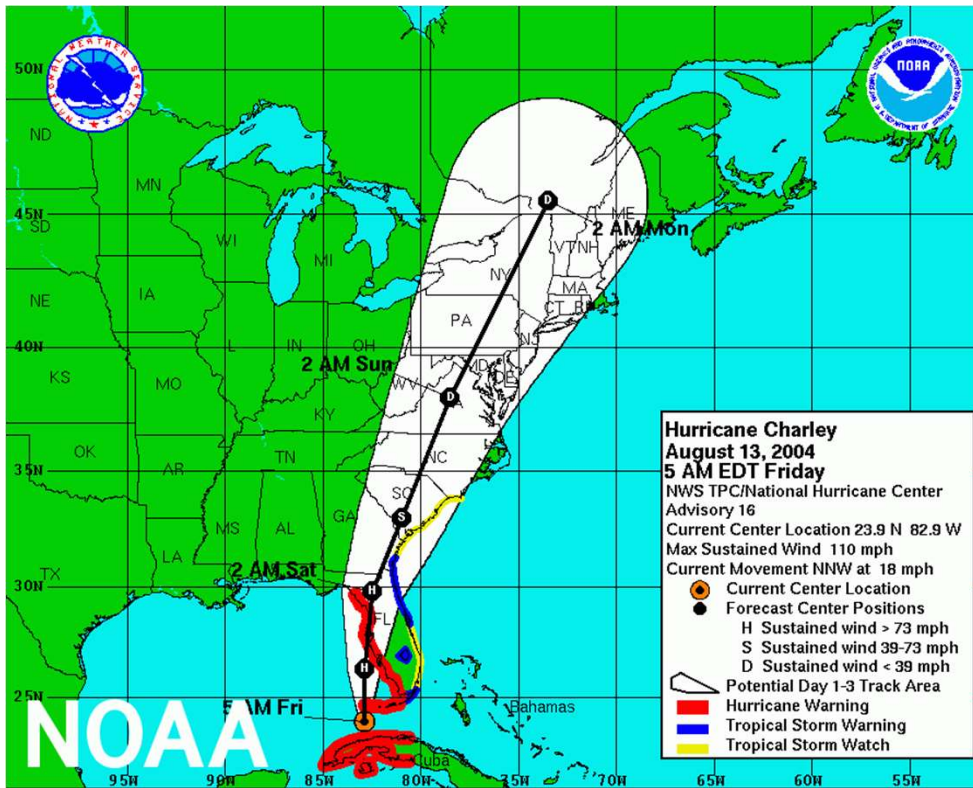 NATIONAL WEATHER SERVICE
NOAA
50N
ND
MN
45N
SD
WI
MI
ME
2 AM Mon
VT NH
NY
MA
CT RI
NE
IA
PA
40N
IN
OH
NJ
2 AM Sun
MD
DE
WV
KS
MO
KY
35N
OK
AR
TN
NC
SC
MS
AL
GA
LA
TX
2 AM Sat
30N
FL
H
H
S
D
D
25N
5 AM Fri
Bahamas
Cuba
NOAA
95W
90W
85W
80W
75W
70W
65W
60W
55W
Hurricane Charley
August 13, 2004
5 AM EDT Friday
NWS TPC/National Hurricane Center
Advisory 16
Current Center Location 23.9 N 82.9 W
Max Sustained Wind 110 mph
Current Movement NNW at 18 mph
Current Center Location
Forecast Center Positions
H Sustained wind > 73 mph
S Sustained wind 39-73 mph
D Sustained wind < 39 mph
Potential Day 1-3 Track Area
Hurricane Warning
Tropical Storm Warning
Tropical Storm Watch